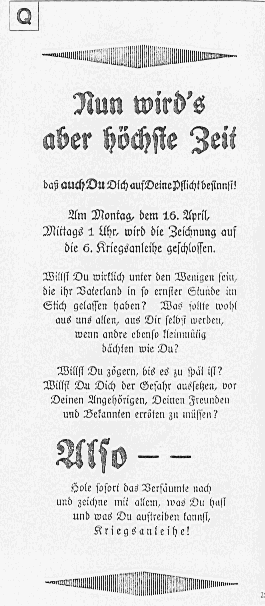 Q
Nun wird's
aber höchste Zeit
daß auch Du Dich auf Deine Pflicht besinnst!
Am Montag, dem 16. April,
Mittags 1 Uhr, wird die Zeichnung auf
die 6. Kriegsanleihe geschlossen.
Willst Du wirklich unter den Wenigen sein,
die ihr Vaterland in so ernster Stunde im
Stich gelassen haben? Was sollte wohl
aus uns allen, aus Dir selbst werden,
wenn andre ebenso kleinmütig
dächten wie Du?
Willst Du zögern, bis es zu spät ist?
Willst Du Dich der Gefahr aussetzen, vor
Deinen Angehörigen, Deinen Freunden
und Bekannten erröten zu müssen?
Also — —
Hole sofort das Versäumte nach
und zeichne mit allem, was Du hast
und was Du auftreiben kannst,
Kriegsanleihe!